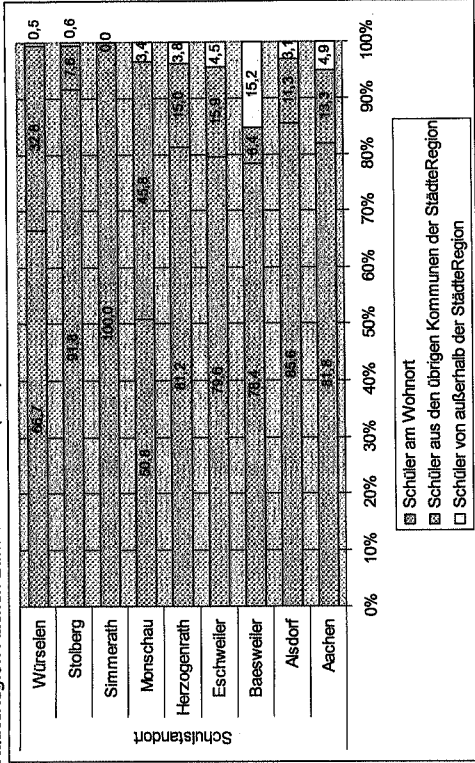 Würselen 66,7 32,8 0,5
Stolberg 91,8 7,6 0,6
Simmerath 100,0 0,0
Monschau 50,8 45,8 3,4
Herzogenrath 81,2 15,0 3,8
Eschweiler 79,6 15,9 4,5
Baesweiler 78,4 6,4 15,2
Alsdorf 85,6 11,3 3,1
Aachen 81,8 13,3 4,9
Schulstandort
0% 10% 20% 30% 40% 50% 60% 70% 80% 90% 100%
Schüler am Wohnort
Schüler aus den übrigen Kommunen der StädteRegion
Schüler von außerhalb der StädteRegion